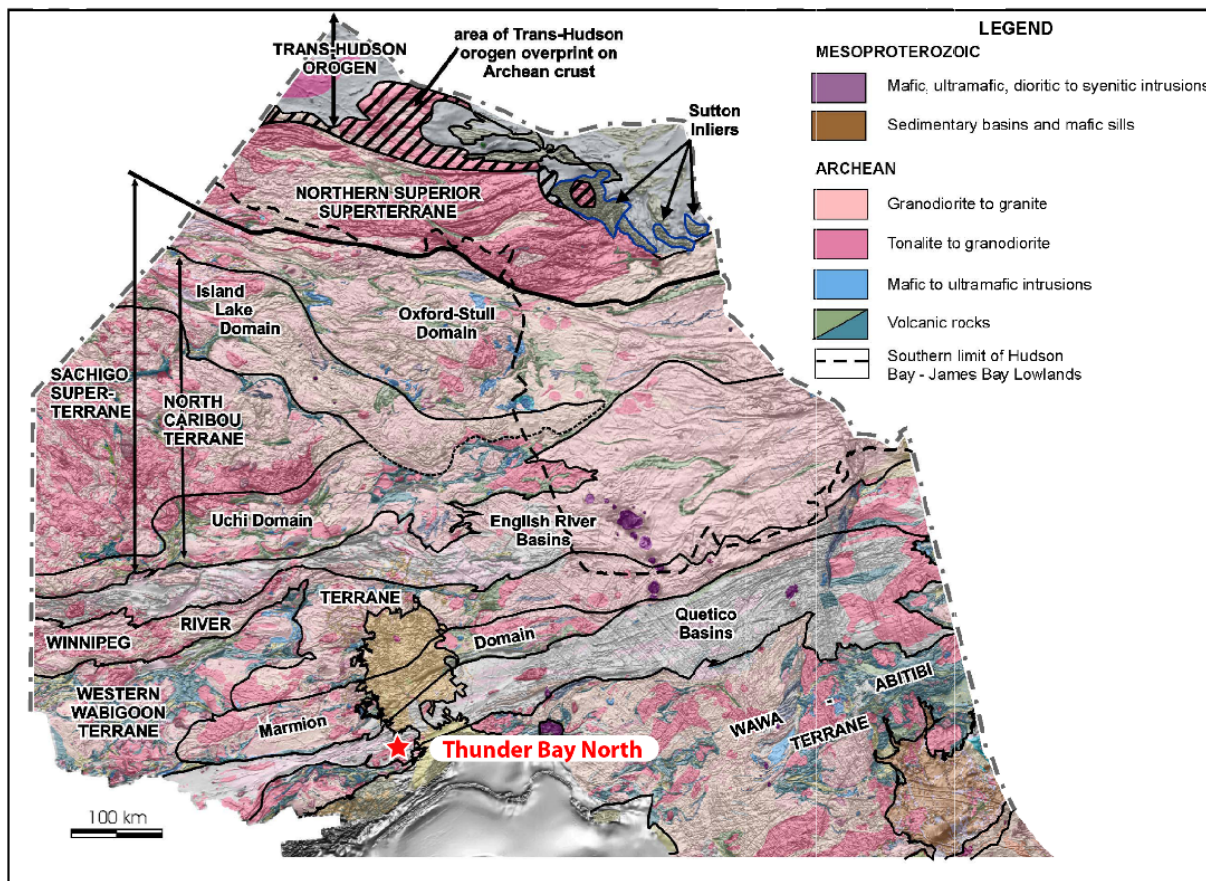 TRANS-HUDSON
OROGEN
area of Trans-Hudson
orogen overprint on
Archean crust
Sutton
Inliers
NORTHERN SUPERIOR
SUPERTERRANE
Island
Lake
Domain
Oxford-Stull
Domain
SACHIGO
SUPER-
TERRANE
NORTH
CARIBOU
TERRANE
Uchi Domain
English River
Basins
WINNIPEG
RIVER
TERRANE
Domain
Quetico
Basins
WESTERN
WABIGOON
TERRANE
Marmion
WAWA
-
ABITIBI
TERRANE
Thunder Bay North
100 km
LEGEND
MESOPROTEROZOIC
Mafic, ultramafic, dioritic to syenitic intrusions
Sedimentary basins and mafic sills
ARCHEAN
Granodiorite to granite
Tonalite to granodiorite
Mafic to ultramafic intrusions
Volcanic rocks
Southern limit of Hudson
Bay - James Bay Lowlands